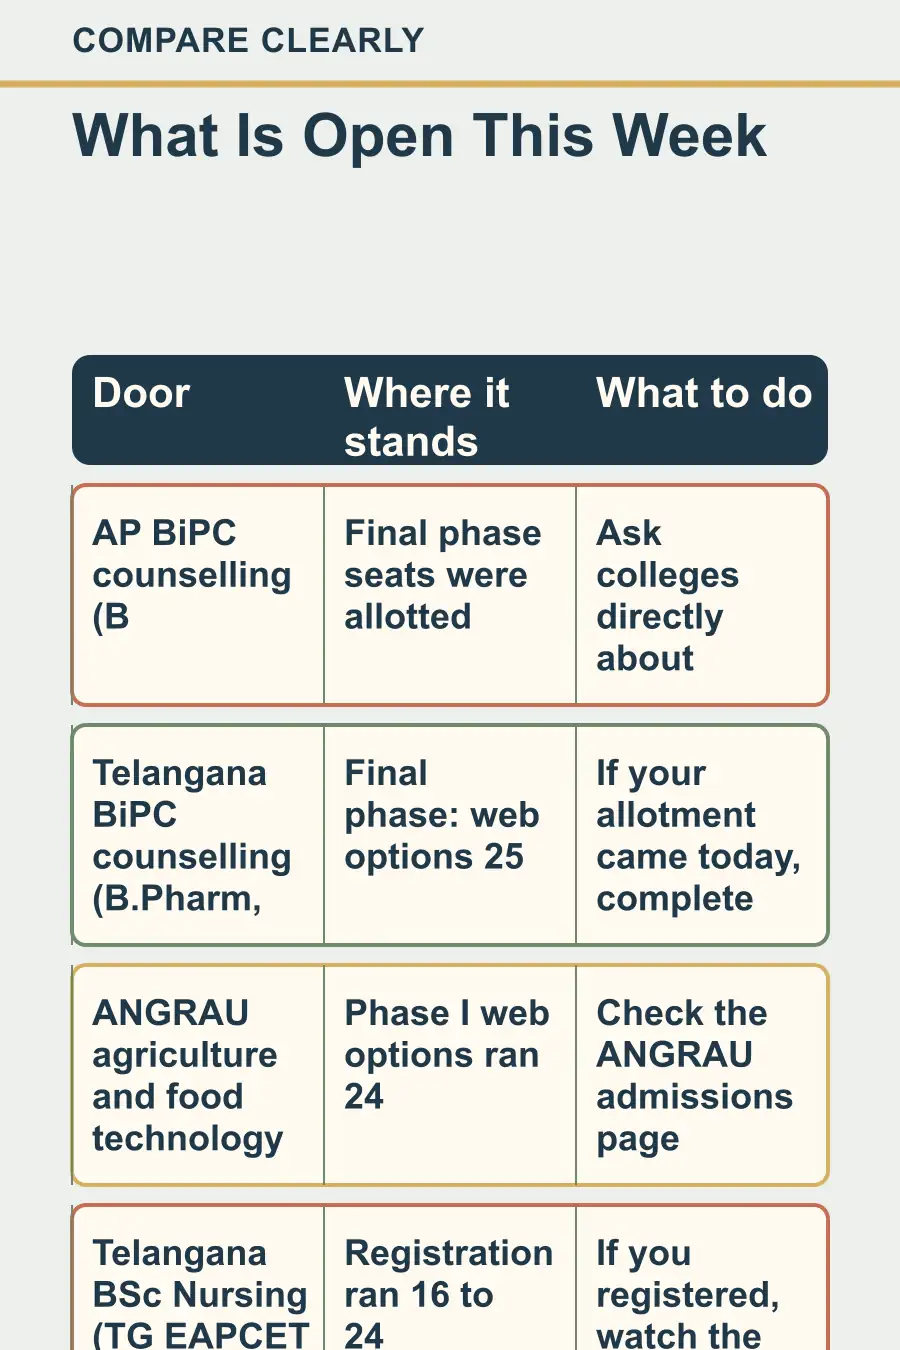 COMPARE CLEARLY
What Is Open This Week
Door
Where it
stands
What to do
AP BiPC
counselling
(B
Final phase
seats were
allotted
Ask
colleges
directly
about
Telangana
BiPC
counselling
(B.Pharm,
Final
phase: web
options 25
If your
allotment
came today,
complete
ANGRAU
agriculture
and food
technology
Phase I web
options ran
24
Check the
ANGRAU
admissions
page
Telangana
BSc Nursing
(TG EAPCET
Registration
ran 16 to
24
If you
registered,
watch the